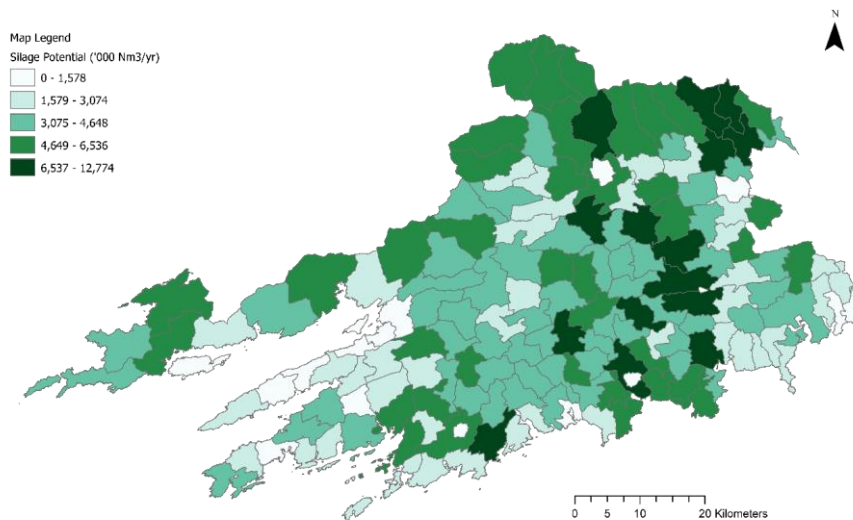 N
Map Legend
Silage Potential ('000 Nm3/yr)
0 - 1,578
1,579 - 3,074
3,075 - 4,648
4,649 - 6,536
6,537 - 12,774
0 5 10 20 Kilometers